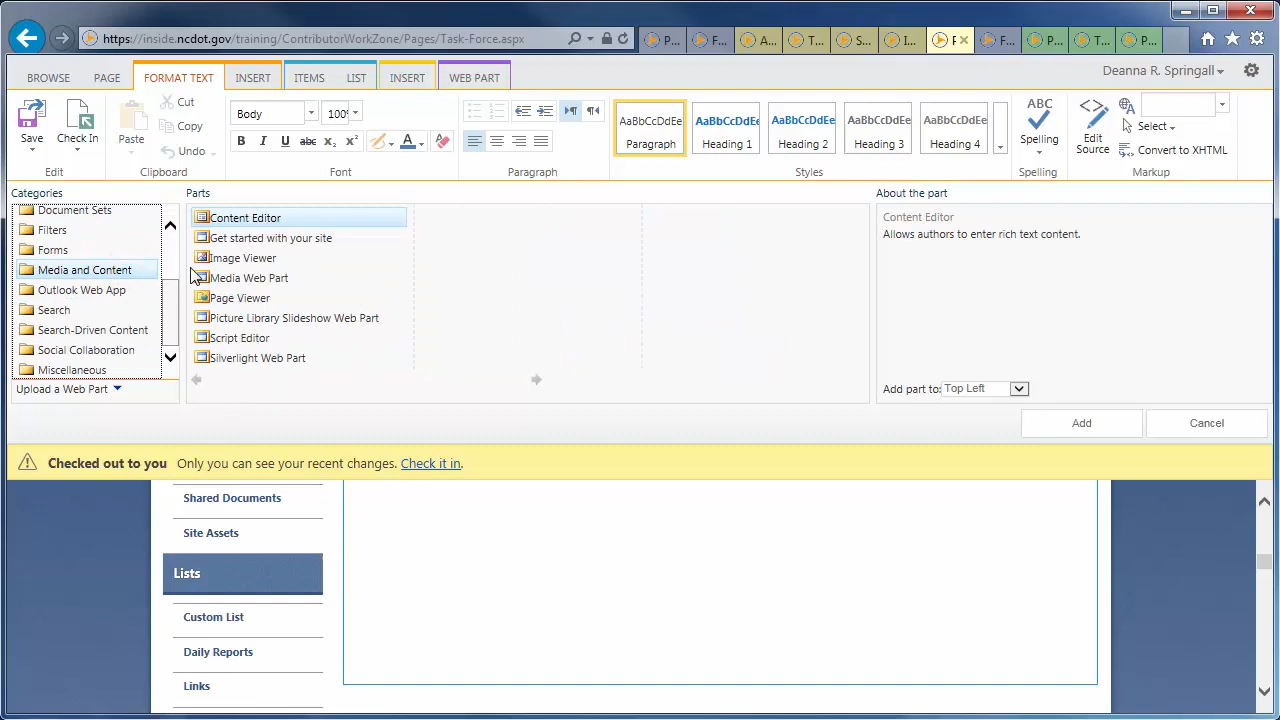 https://inside.ncdot.gov/training/ContributorWorkZone/Pages/Task-Force.aspx
P... F... A... T... S... I... F F... P... T... P...
BROWSE PAGE FORMAT TEXT INSERT ITEMS LIST INSERT WEB PART Deanna R. Springall
Save Check In Paste Cut Copy Undo
Body 100%
B I U abc x₂ x² A
AaBbCcDdEe AaBbCcDdEe AaBbCcDdEe AaBbCcDdEe AaBbCcDdEe
Paragraph Heading 1 Heading 2 Heading 3 Heading 4
ABC
Spelling
Edit Source
Select
Convert to XHTML
Edit Clipboard Font Paragraph Styles Spelling Markup
Categories
Document Sets
Filters
Forms
Media and Content
Outlook Web App
Search
Search-Driven Content
Social Collaboration
Miscellaneous
Upload a Web Part
Parts
Content Editor
Get started with your site
Image Viewer
Media Web Part
Page Viewer
Picture Library Slideshow Web Part
Script Editor
Silverlight Web Part
About the part
Content Editor
Allows authors to enter rich text content.
Add part to: Top Left
Add Cancel
Checked out to you Only you can see your recent changes. Check it in.
Shared Documents
Site Assets
Lists
Custom List
Daily Reports
Links